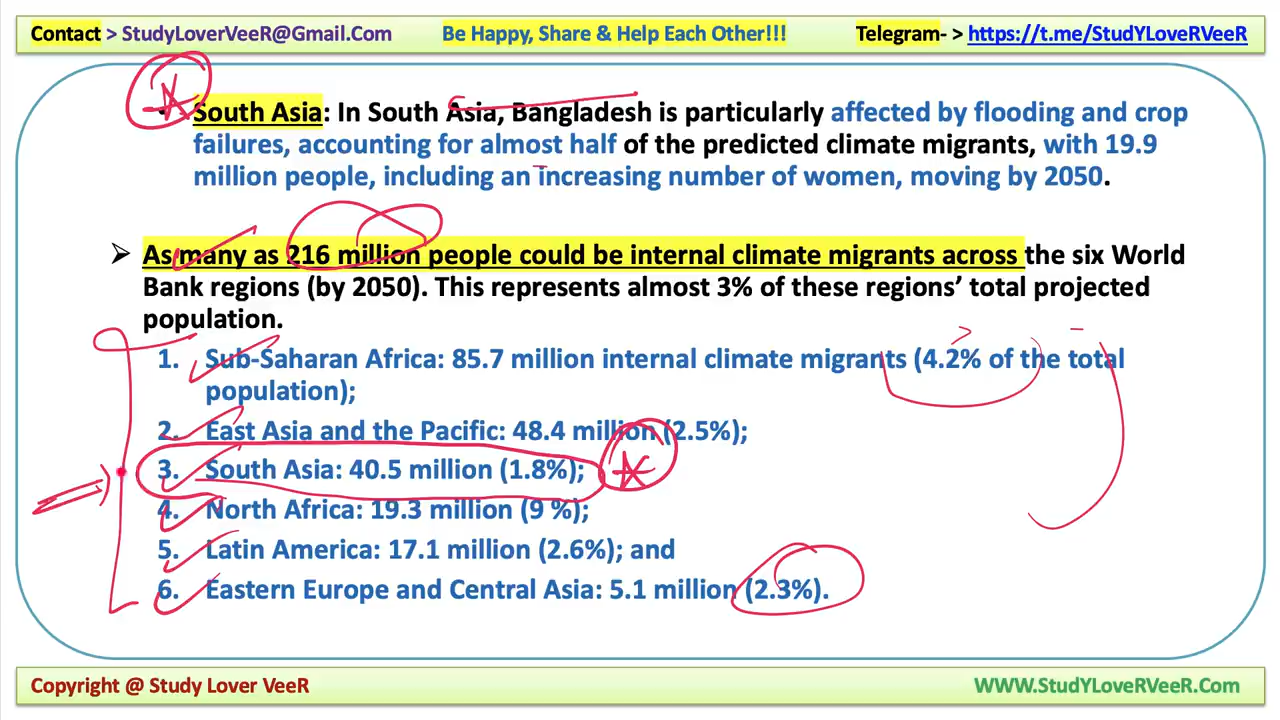 Contact > StudyLoverVeeR@Gmail.Com Be Happy, Share & Help Each Other!!! Telegram- > https://t.me/StudYLoveRVeeR
• South Asia: In South Asia, Bangladesh is particularly affected by flooding and crop
failures, accounting for almost half of the predicted climate migrants, with 19.9
million people, including an increasing number of women, moving by 2050.
➢ As many as 216 million people could be internal climate migrants across the six World
Bank regions (by 2050). This represents almost 3% of these regions’ total projected
population.
1. Sub-Saharan Africa: 85.7 million internal climate migrants (4.2% of the total
population);
2. East Asia and the Pacific: 48.4 million (2.5%);
3. South Asia: 40.5 million (1.8%);
4. North Africa: 19.3 million (9 %);
5. Latin America: 17.1 million (2.6%); and
6. Eastern Europe and Central Asia: 5.1 million (2.3%).
Copyright @ Study Lover VeeR WWW.StudYLoveRVeeR.Com